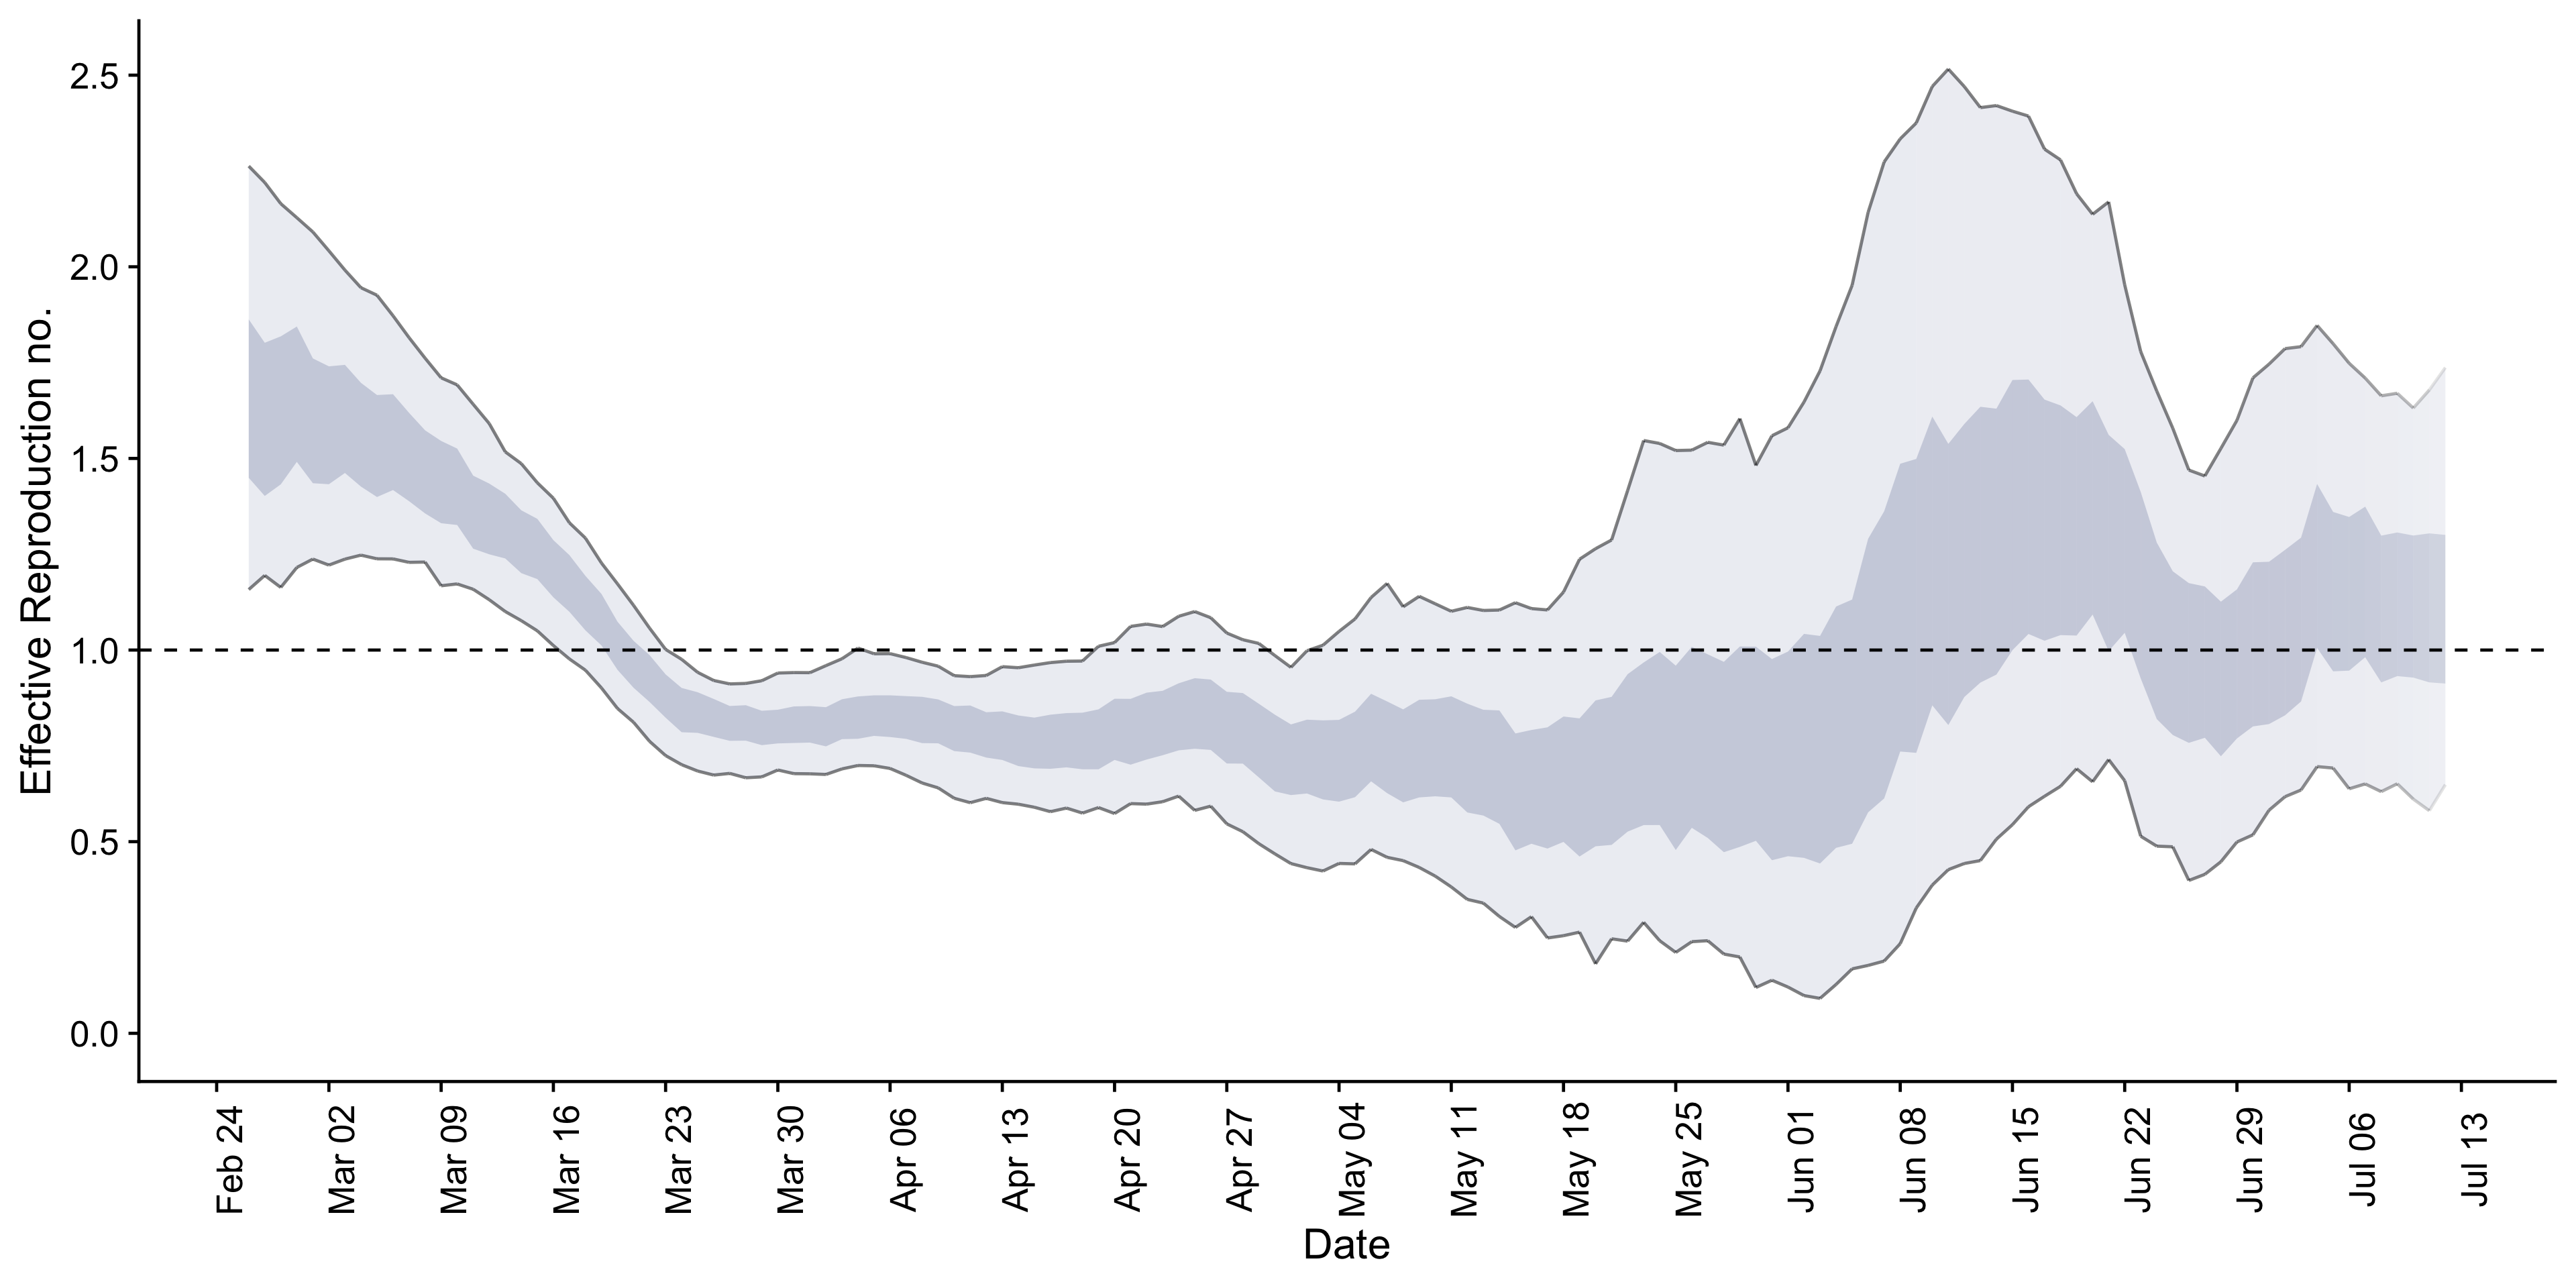 Effective Reproduction no.
2.5
2.0
1.5
1.0
0.5
0.0
Feb 24
Mar 02
Mar 09
Mar 16
Mar 23
Mar 30
Apr 06
Apr 13
Apr 20
Apr 27
May 04
May 11
May 18
May 25
Jun 01
Jun 08
Jun 15
Jun 22
Jun 29
Jul 06
Jul 13
Date